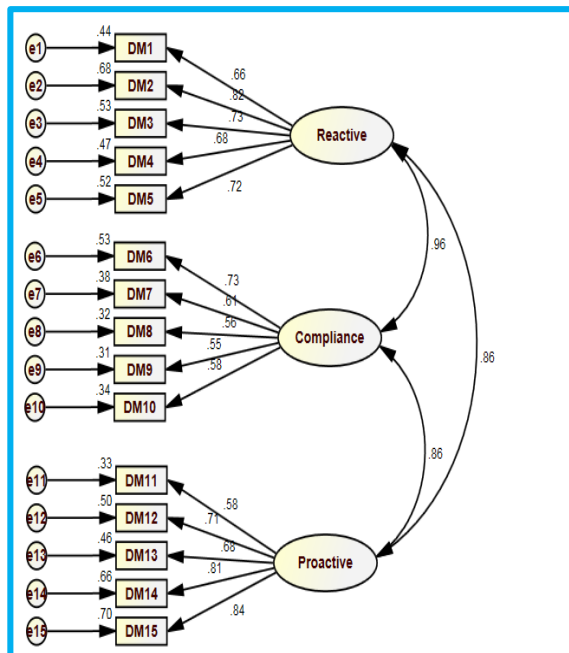 .44
e1 DM1
.66
.68
e2 DM2
.82
.53
e3 DM3
.73
Reactive
.47
e4 DM4
.68
.52
e5 DM5
.72
.96
.53
e6 DM6
.73
.38
e7 DM7
.61
.32
e8 DM8
.56
Compliance
.31
e9 DM9
.55
.34
e10 DM10
.58
.86
.86
.33
e11 DM11
.58
.50
e12 DM12
.71
.46
e13 DM13
.68
Proactive
.66
e14 DM14
.81
.70
e15 DM15
.84